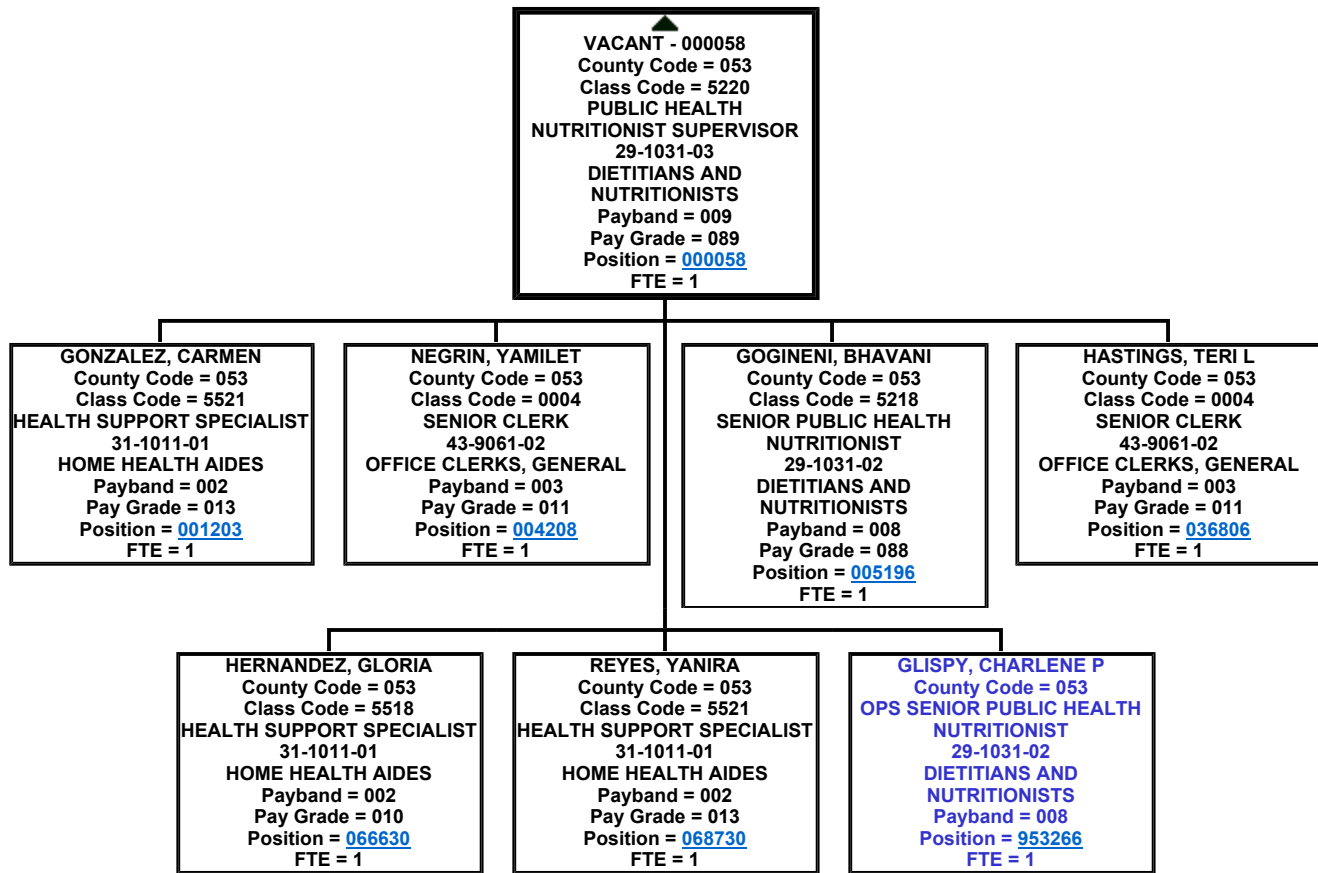 VACANT - 000058
County Code = 053
Class Code = 5220
PUBLIC HEALTH
NUTRITIONIST SUPERVISOR
29-1031-03
DIETITIANS AND
NUTRITIONISTS
Payband = 009
Pay Grade = 089
Position = 000058
FTE = 1
GONZALEZ, CARMEN
County Code = 053
Class Code = 5521
HEALTH SUPPORT SPECIALIST
31-1011-01
HOME HEALTH AIDES
Payband = 002
Pay Grade = 013
Position = 001203
FTE = 1
NEGRIN, YAMILET
County Code = 053
Class Code = 0004
SENIOR CLERK
43-9061-02
OFFICE CLERKS, GENERAL
Payband = 003
Pay Grade = 011
Position = 004208
FTE = 1
GOGINENI, BHAVANI
County Code = 053
Class Code = 5218
SENIOR PUBLIC HEALTH
NUTRITIONIST
29-1031-02
DIETITIANS AND
NUTRITIONISTS
Payband = 008
Pay Grade = 088
Position = 005196
FTE = 1
HASTINGS, TERI L
County Code = 053
Class Code = 0004
SENIOR CLERK
43-9061-02
OFFICE CLERKS, GENERAL
Payband = 003
Pay Grade = 011
Position = 036806
FTE = 1
HERNANDEZ, GLORIA
County Code = 053
Class Code = 5518
HEALTH SUPPORT SPECIALIST
31-1011-01
HOME HEALTH AIDES
Payband = 002
Pay Grade = 010
Position = 066630
FTE = 1
REYES, YANIRA
County Code = 053
Class Code = 5521
HEALTH SUPPORT SPECIALIST
31-1011-01
HOME HEALTH AIDES
Payband = 002
Pay Grade = 013
Position = 068730
FTE = 1
GLISPY, CHARLENE P
County Code = 053
OPS SENIOR PUBLIC HEALTH
NUTRITIONIST
29-1031-02
DIETITIANS AND
NUTRITIONISTS
Payband = 008
Position = 953266
FTE = 1